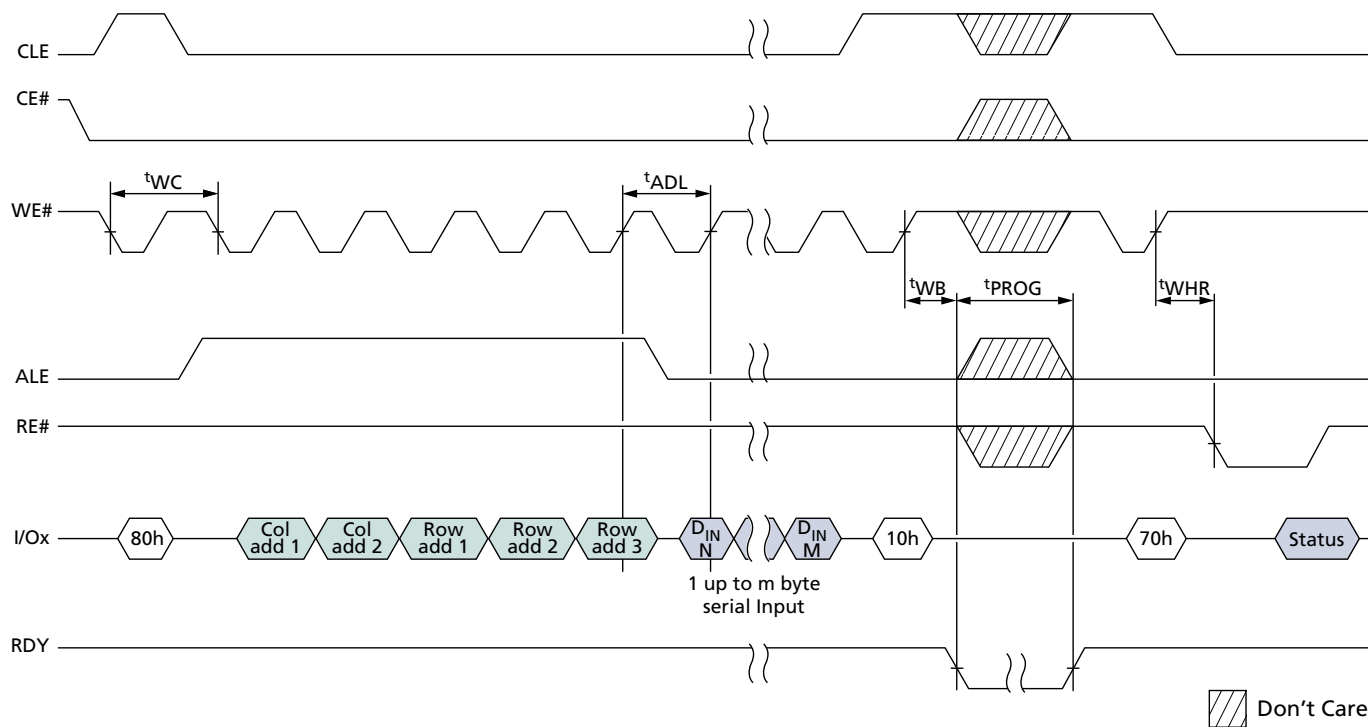 CLE
CE#
tWC
tADL
WE#
tWB
tPROG
tWHR
ALE
RE#
I/Ox
80h
Col add 1
Col add 2
Row add 1
Row add 2
Row add 3
DIN N
DIN M
10h
70h
Status
1 up to m byte
serial Input
RDY
Don't Care